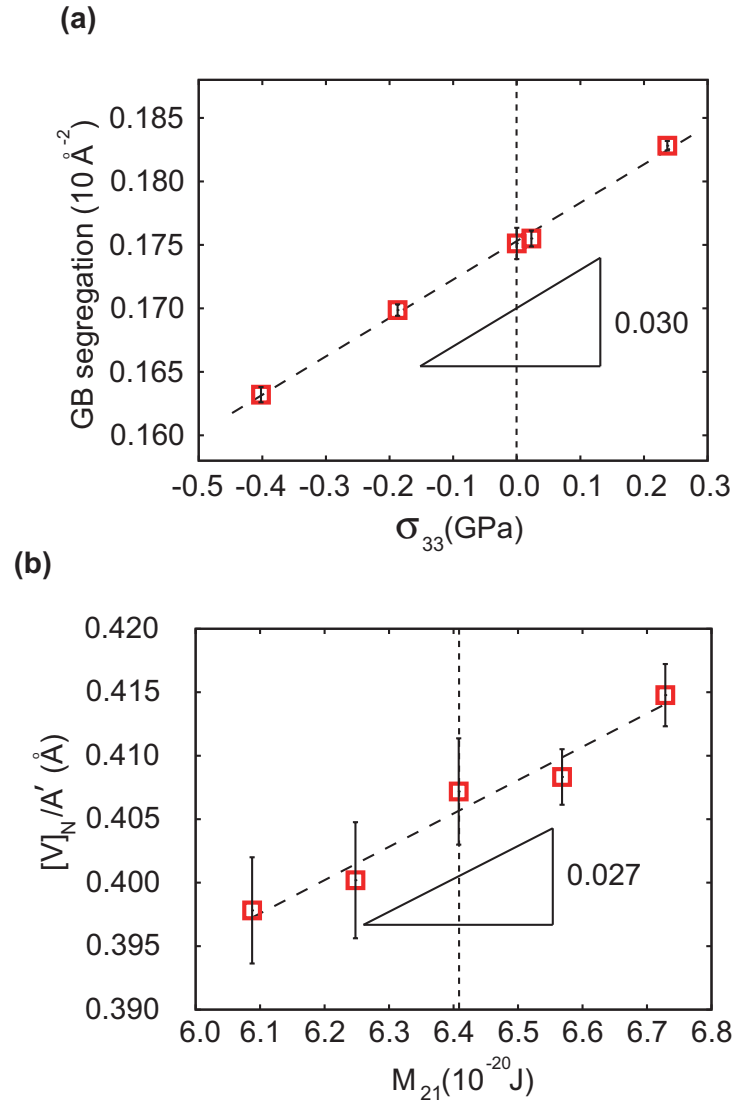 (a)
GB segregation (10 Å⁻²)
0.185
0.180
0.175
0.170
0.165
0.160
0.030
-0.5 -0.4 -0.3 -0.2 -0.1 0.0 0.1 0.2 0.3
σ₃₃(GPa)
(b)
[V]_N/A′ (Å)
0.420
0.415
0.410
0.405
0.400
0.395
0.390
0.027
6.0 6.1 6.2 6.3 6.4 6.5 6.6 6.7 6.8
M₂₁(10⁻²⁰J)